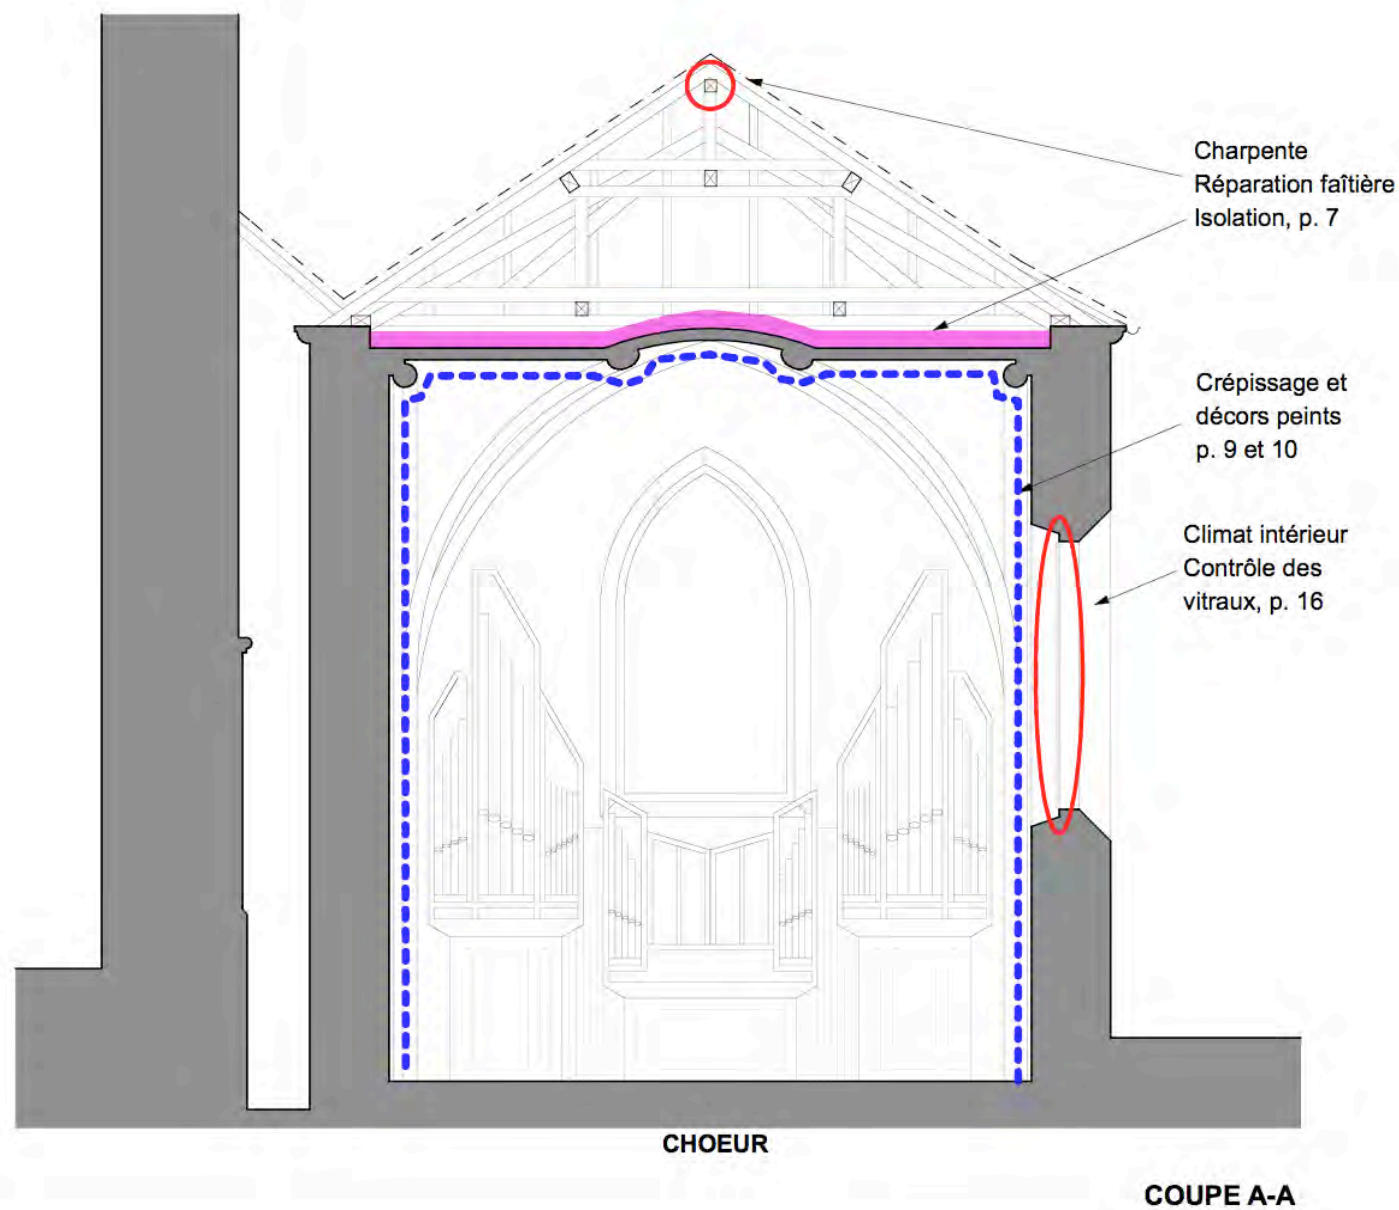 Charpente
Réparation faîtière
Isolation, p. 7
Crépissage et
décors peints
p. 9 et 10
Climat intérieur
Contrôle des
vitraux, p. 16
CHOEUR
COUPE A-A